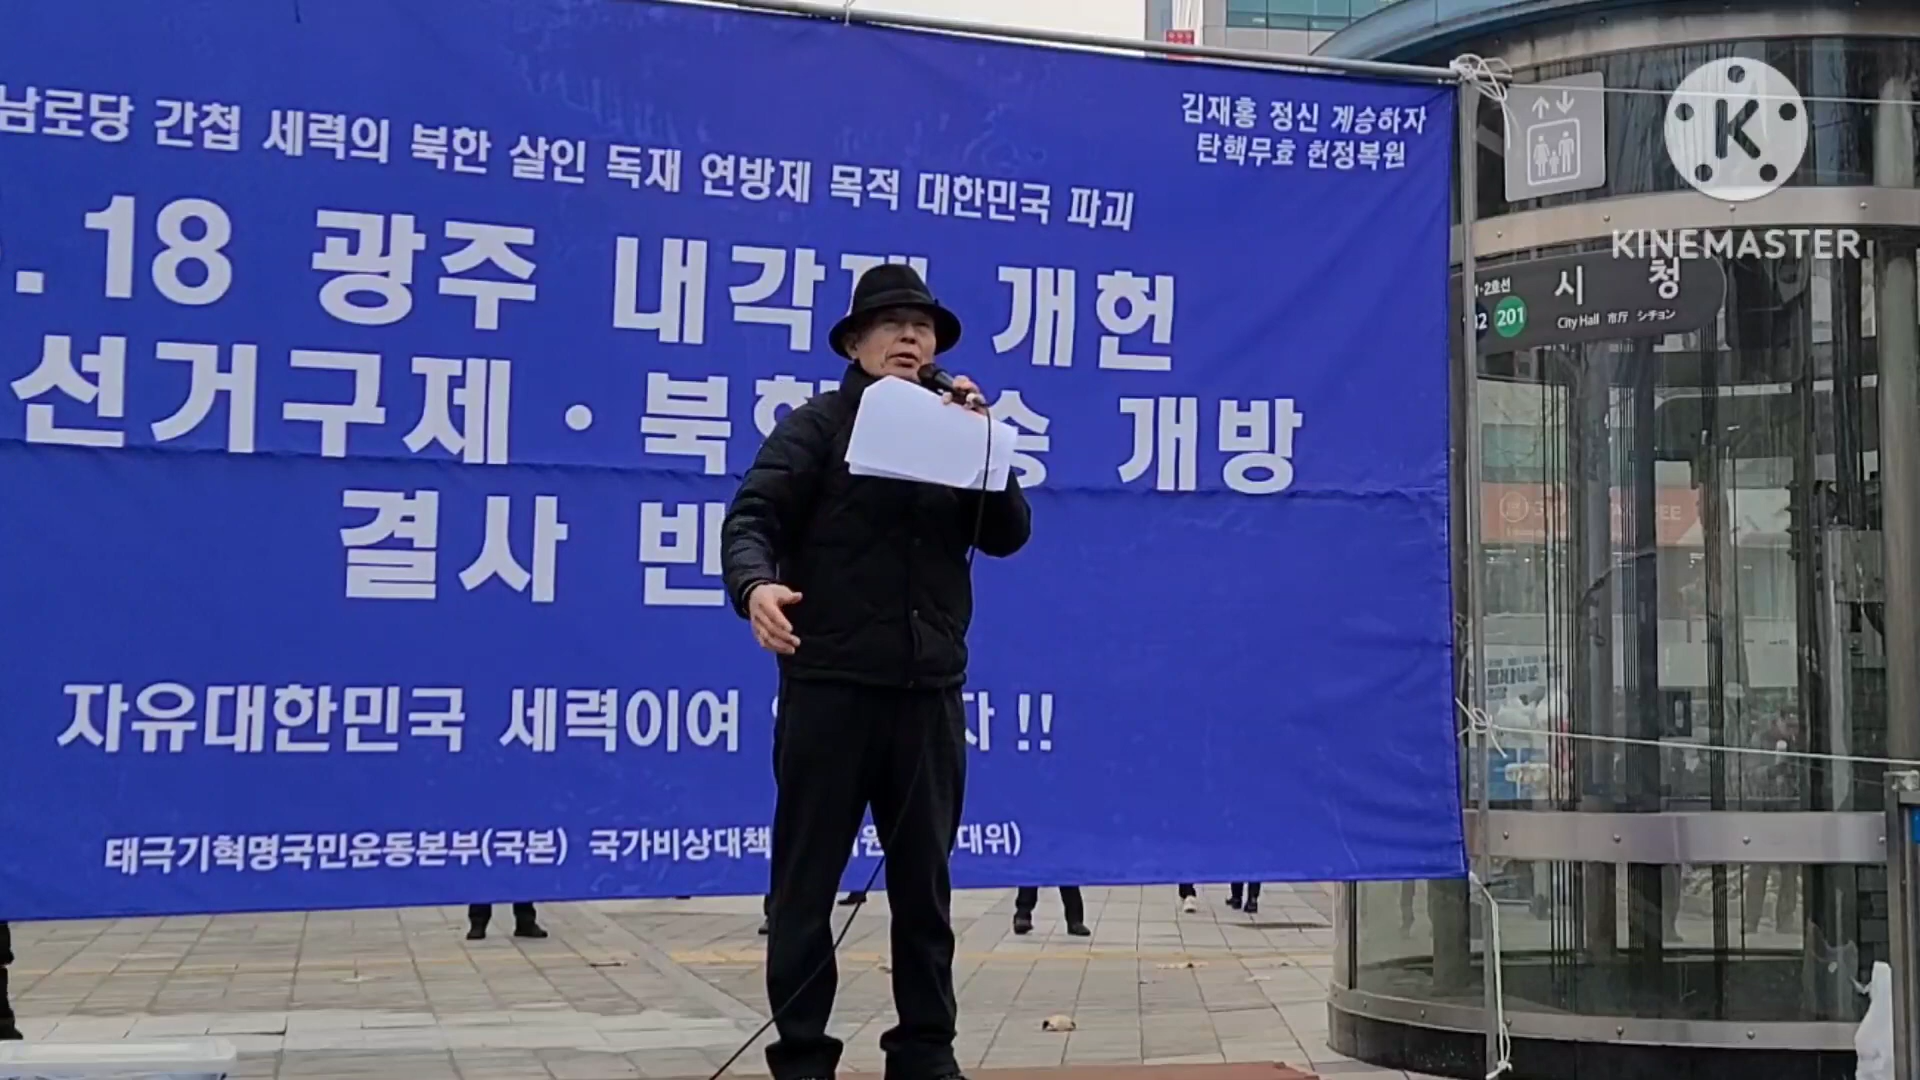 김재홍 정신 계승하자
탄핵무효 헌정복원
남로당 간첩 세력의 북한 살인 독재 연방제 목적 대한민국 파괴
.18 광주 개헌
선거구제 · 개방
결사
자유대한민국 세력이여 !!
태극기혁명국민운동본부(국본) 국가비상대책
KINEMASTER
1·2호선
201
시청
City Hall 市庁 シチョン